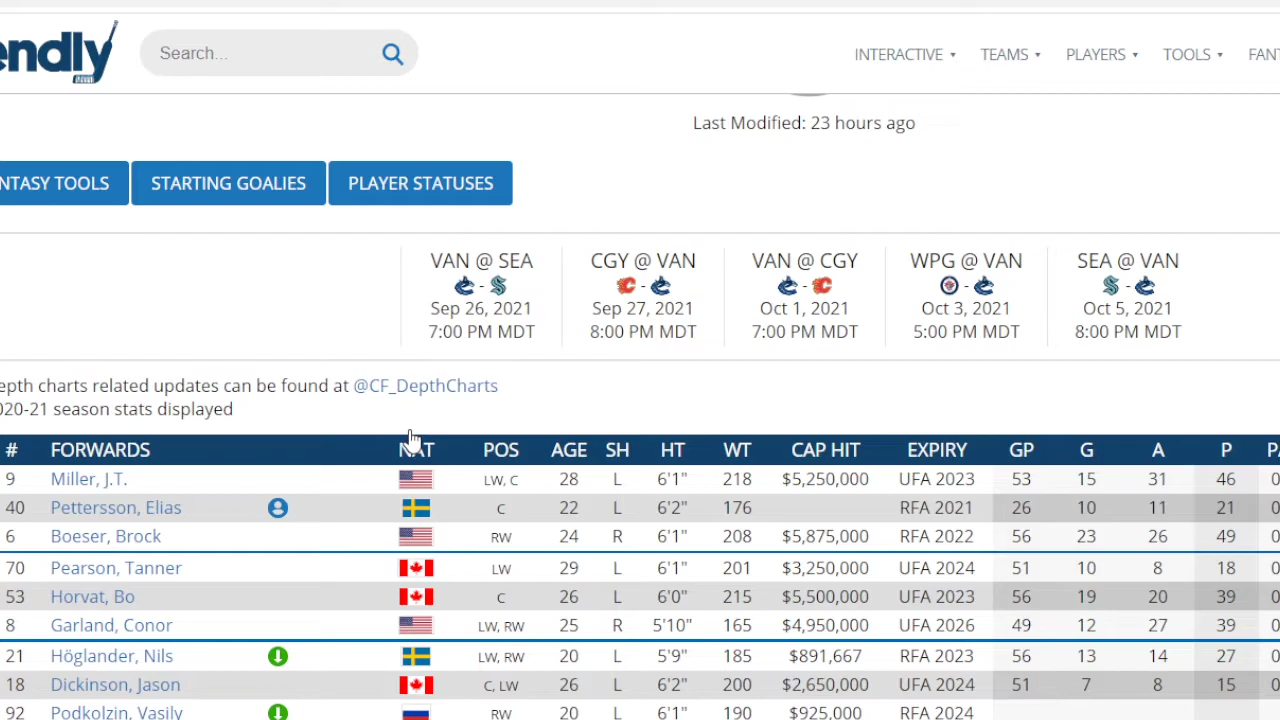 endly
Search...
INTERACTIVE TEAMS PLAYERS TOOLS FANT
Last Modified: 23 hours ago
NTASY TOOLS STARTING GOALIES PLAYER STATUSES
VAN @ SEA CGY @ VAN VAN @ CGY WPG @ VAN SEA @ VAN
Sep 26, 2021 Sep 27, 2021 Oct 1, 2021 Oct 3, 2021 Oct 5, 2021
7:00 PM MDT 8:00 PM MDT 7:00 PM MDT 5:00 PM MDT 8:00 PM MDT
epth charts related updates can be found at @CF_DepthCharts
020-21 season stats displayed
# FORWARDS NAT POS AGE SH HT WT CAP HIT EXPIRY GP G A P PA
9 Miller, J.T. LW, C 28 L 6'1" 218 $5,250,000 UFA 2023 53 15 31 46 0
40 Pettersson, Elias C 22 L 6'2" 176 RFA 2021 26 10 11 21 0
6 Boeser, Brock RW 24 R 6'1" 208 $5,875,000 RFA 2022 56 23 26 49 0
70 Pearson, Tanner LW 29 L 6'1" 201 $3,250,000 UFA 2024 51 10 8 18 0
53 Horvat, Bo C 26 L 6'0" 215 $5,500,000 UFA 2023 56 19 20 39 0
8 Garland, Conor LW, RW 25 R 5'10" 165 $4,950,000 UFA 2026 49 12 27 39 0
21 Höglander, Nils LW, RW 20 L 5'9" 185 $891,667 RFA 2023 56 13 14 27 0
18 Dickinson, Jason C, LW 26 L 6'2" 200 $2,650,000 UFA 2024 51 7 8 15 0
92 Podkolzin, Vasily RW 20 L 6'1" 190 $925,000 RFA 2024